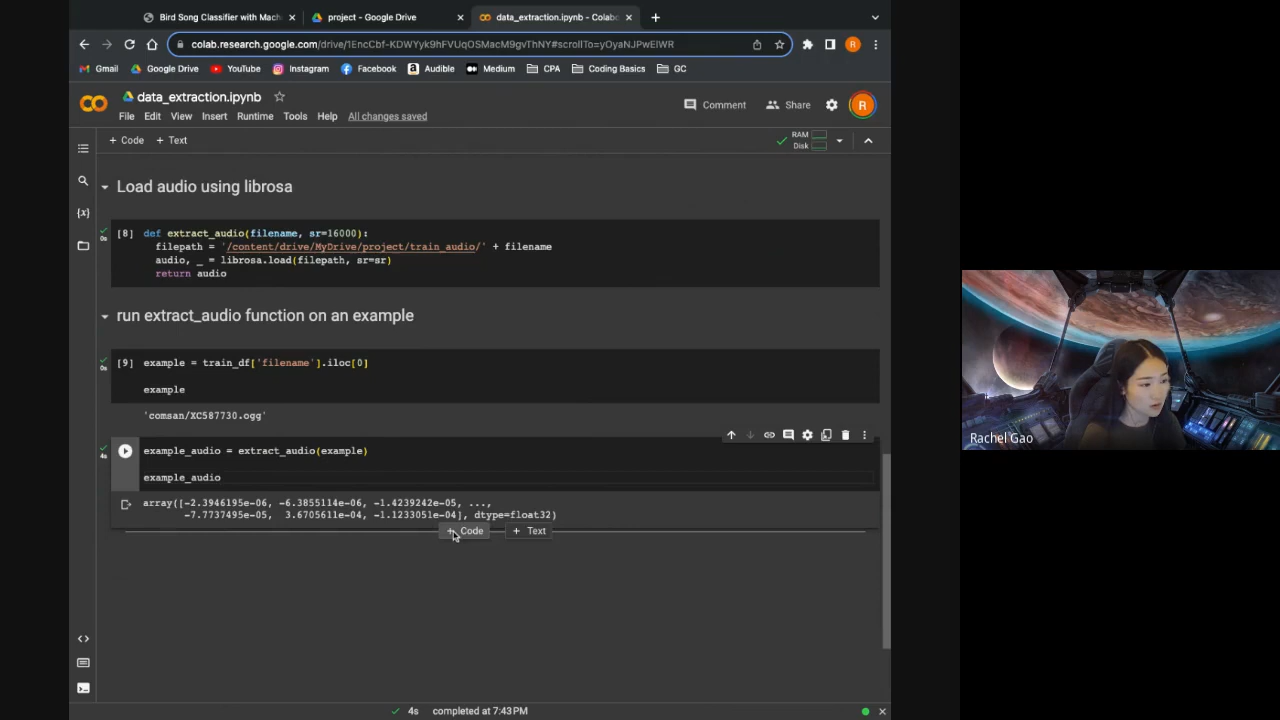 Bird Song Classifier with Mach
project - Google Drive
data_extraction.ipynb - Colabo
colab.research.google.com/drive/1EncCbf-KDWYyk9hFVUqOSMacM9gvThNY#scrollTo=yOyaNJPwElWR
R
Gmail
Google Drive
YouTube
Instagram
Facebook
Audible
Medium
CPA
Coding Basics
GC
data_extraction.ipynb
Comment
Share
R
File Edit View Insert Runtime Tools Help All changes saved
+ Code + Text
RAM
Disk
Load audio using librosa
[8] def extract_audio(filename, sr=16000):
0s
filepath = '/content/drive/MyDrive/project/train_audio/' + filename
audio, _ = librosa.load(filepath, sr=sr)
return audio
run extract_audio function on an example
[9] example = train_df['filename'].iloc[0]
0s
example
'comsan/XC587730.ogg'
example_audio = extract_audio(example)
4s
example_audio
array([-2.3946195e-06, -6.3855114e-06, -1.4239242e-05, ...,
-7.7737495e-05, 3.6705611e-04, -1.1233051e-04], dtype=float32)
+ Code + Text
4s completed at 7:43 PM
Rachel Gao